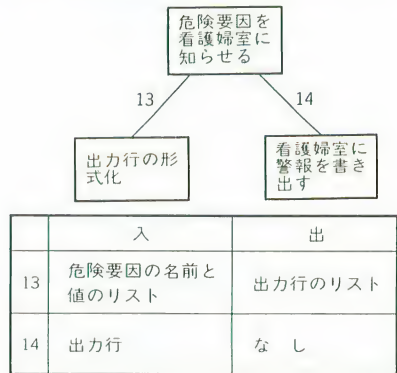 危険要因を
看護婦室に
知らせる
13
14
出力行の形
式化
看護婦室に
警報を書き
出す
入
出
13
危険要因の名前と
値のリスト
出力行のリスト
14
出力行
なし